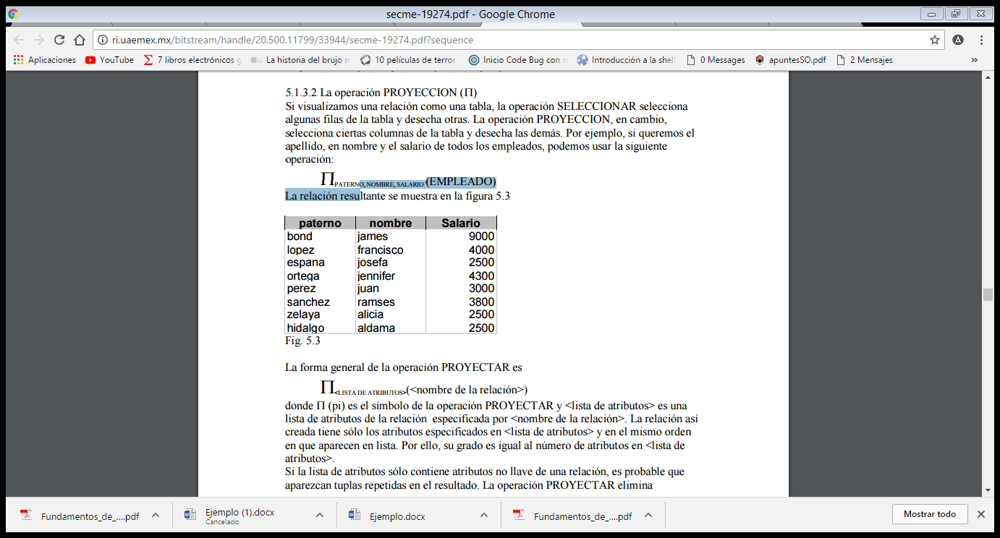 secme-19274.pdf - Google Chrome
ri.uaemex.mx/bitstream/handle/20.500.11799/33944/secme-19274.pdf?sequence
Aplicaciones YouTube 7 libros electrónicos g La historia del brujo m 10 películas de terror Inicio Code Bug con n Introducción a la shell 0 Messages apuntesSO.pdf 2 Mensajes »
5.1.3.2 La operación PROYECCION (Π)
Si visualizamos una relación como una tabla, la operación SELECCIONAR selecciona
algunas filas de la tabla y desecha otras. La operación PROYECCION, en cambio,
selecciona ciertas columnas de la tabla y desecha las demás. Por ejemplo, si queremos el
apellido, en nombre y el salario de todos los empleados, podemos usar la siguiente
operación:
Π PATERNO, NOMBRE, SALARIO (EMPLEADO)
La relación resultante se muestra en la figura 5.3
paterno nombre Salario
bond james 9000
lopez francisco 4000
espana josefa 2500
ortega jennifer 4300
perez juan 3000
sanchez ramses 3800
zelaya alicia 2500
hidalgo aldama 2500
Fig. 5.3
La forma general de la operación PROYECTAR es
Π<LISTA DE ATRIBUTOS>(<nombre de la relación>)
donde Π (pi) es el símbolo de la operación PROYECTAR y <lista de atributos> es una
lista de atributos de la relación especificada por <nombre de la relación>. La relación así
creada tiene sólo los atributos especificados en <lista de atributos> y en el mismo orden
en que aparecen en lista. Por ello, su grado es igual al número de atributos en <lista de
atributos>.
Si la lista de atributos sólo contiene atributos no llave de una relación, es probable que
aparezcan tuplas repetidas en el resultado. La operación PROYECTAR elimina
Fundamentos_de_....pdf Ejemplo (1).docx Ejemplo.docx Fundamentos_de_....pdf Mostrar todo
Cancelado